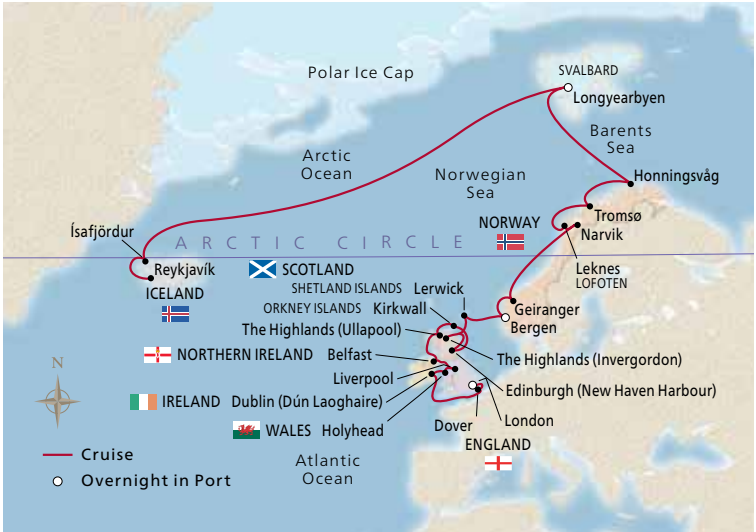 Polar Ice Cap
SVALBARD
Longyearbyen
Barents
Sea
Arctic
Ocean
Norwegian
Sea
Honningsvåg
Tromsø
NORWAY
Narvik
Ísafjördur
ARCTIC CIRCLE
Leknes
LOFOTEN
Reykjavík
ICELAND
SCOTLAND
SHETLAND ISLANDS
Lerwick
ORKNEY ISLANDS
Kirkwall
Geiranger
Bergen
The Highlands (Ullapool)
NORTHERN IRELAND
Belfast
The Highlands (Invergordon)
Liverpool
Edinburgh (New Haven Harbour)
IRELAND
Dublin (Dún Laoghaire)
London
WALES
Holyhead
Dover
ENGLAND
N
Cruise
Overnight in Port
Atlantic
Ocean